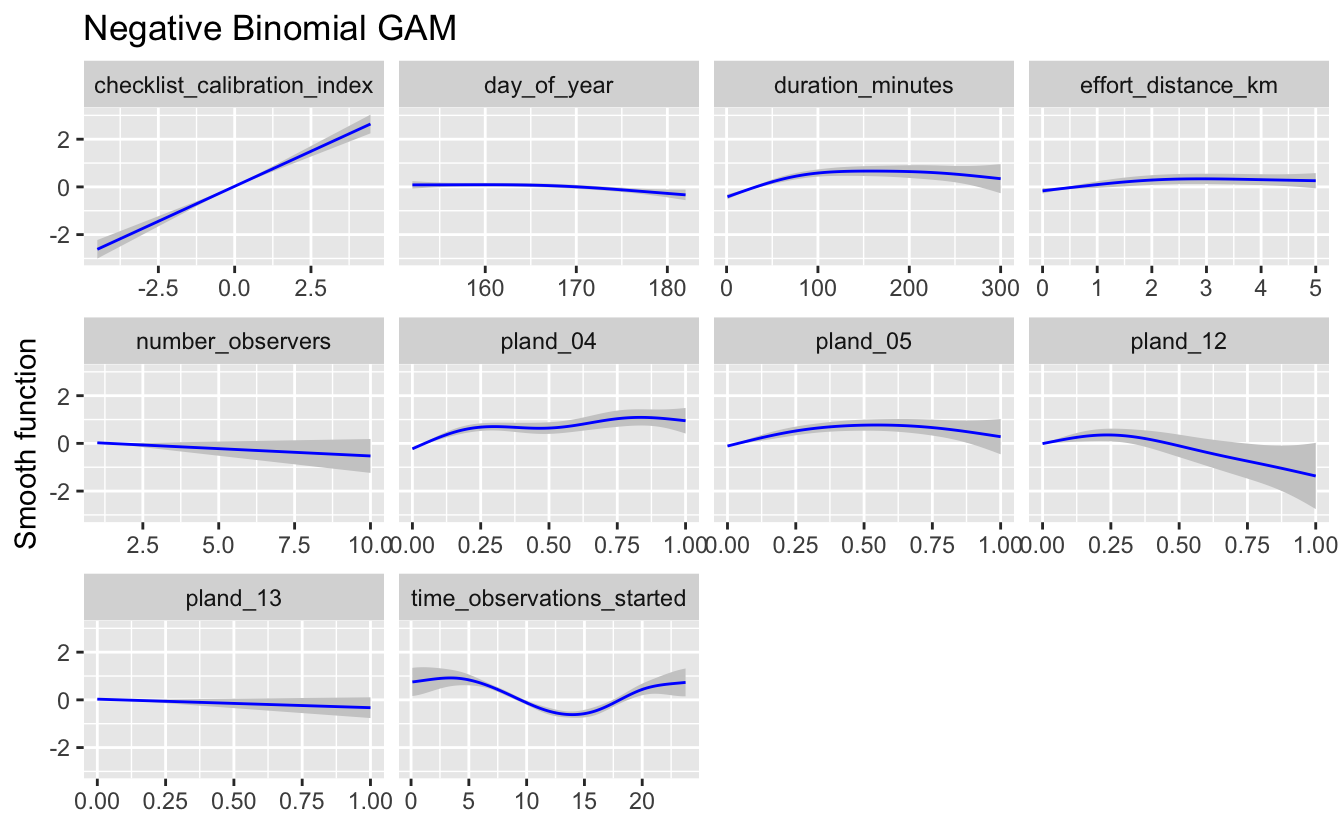 Negative Binomial GAM
checklist_calibration_index day_of_year duration_minutes effort_distance_km
2
0
-2
-2.5 0.0 2.5 160 170 180 0 100 200 300 0 1 2 3 4 5
number_observers pland_04 pland_05 pland_12
2
0
-2
2.5 5.0 7.5 10.0 0.00 0.25 0.50 0.75 1.00 0.00 0.25 0.50 0.75 1.00 0.00 0.25 0.50 0.75 1.00
Smooth function
pland_13 time_observations_started
2
0
-2
0.00 0.25 0.50 0.75 1.00 0 5 10 15 20